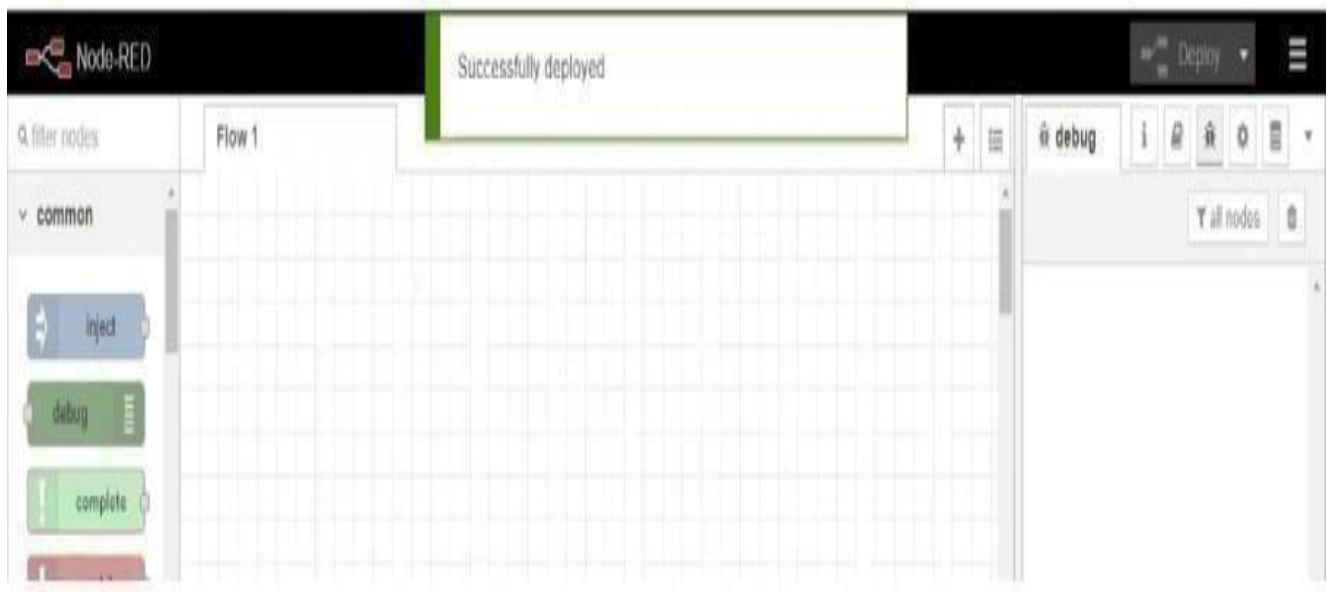 Node-RED
Successfully deployed
Deploy
filter nodes
Flow 1
debug
i
common
all nodes
inject
debug
complete